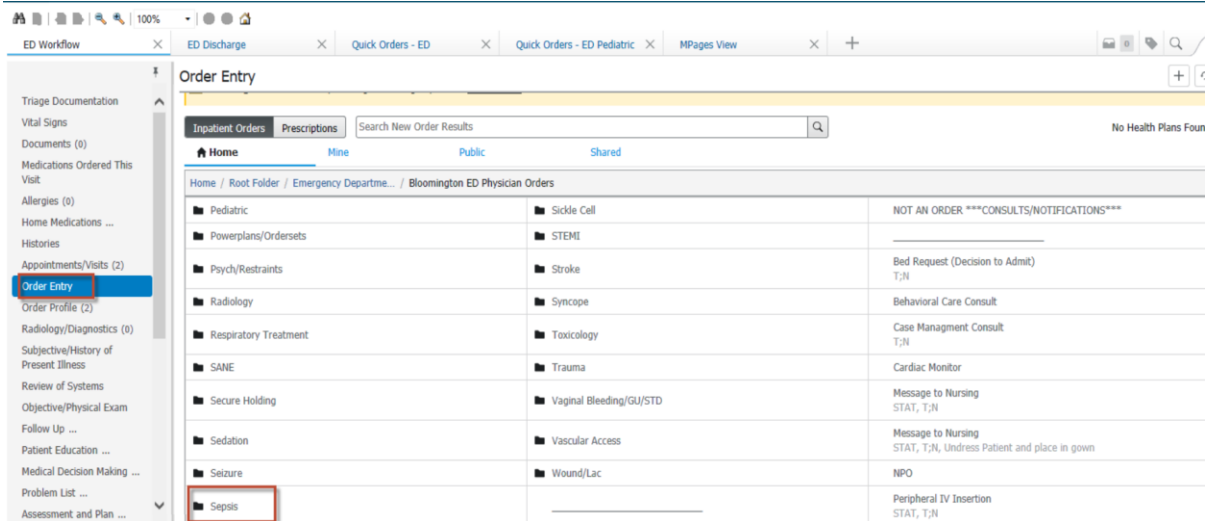 100%
ED Workflow
ED Discharge
Quick Orders - ED
Quick Orders - ED Pediatric
MPages View
0
Order Entry
Triage Documentation
Vital Signs
Documents (0)
Medications Ordered This
Visit
Allergies (0)
Home Medications ...
Histories
Appointments/Visits (2)
Order Entry
Order Profile (2)
Radiology/Diagnostics (0)
Subjective/History of
Present Illness
Review of Systems
Objective/Physical Exam
Follow Up ...
Patient Education ...
Medical Decision Making ...
Problem List ...
Assessment and Plan ...
Inpatient Orders
Prescriptions
Search New Order Results
No Health Plans Foun
Home
Mine
Public
Shared
Home / Root Folder / Emergency Departme... / Bloomington ED Physician Orders
Pediatric
Sickle Cell
NOT AN ORDER ***CONSULTS/NOTIFICATIONS***
Powerplans/Ordersets
STEMI
Psych/Restraints
Stroke
Bed Request (Decision to Admit)
T;N
Radiology
Syncope
Behavioral Care Consult
Respiratory Treatment
Toxicology
Case Managment Consult
T;N
SANE
Trauma
Cardiac Monitor
Secure Holding
Vaginal Bleeding/GU/STD
Message to Nursing
STAT, T;N
Sedation
Vascular Access
Message to Nursing
STAT, T;N, Undress Patient and place in gown
Seizure
Wound/Lac
NPO
Sepsis
Peripheral IV Insertion
STAT, T;N